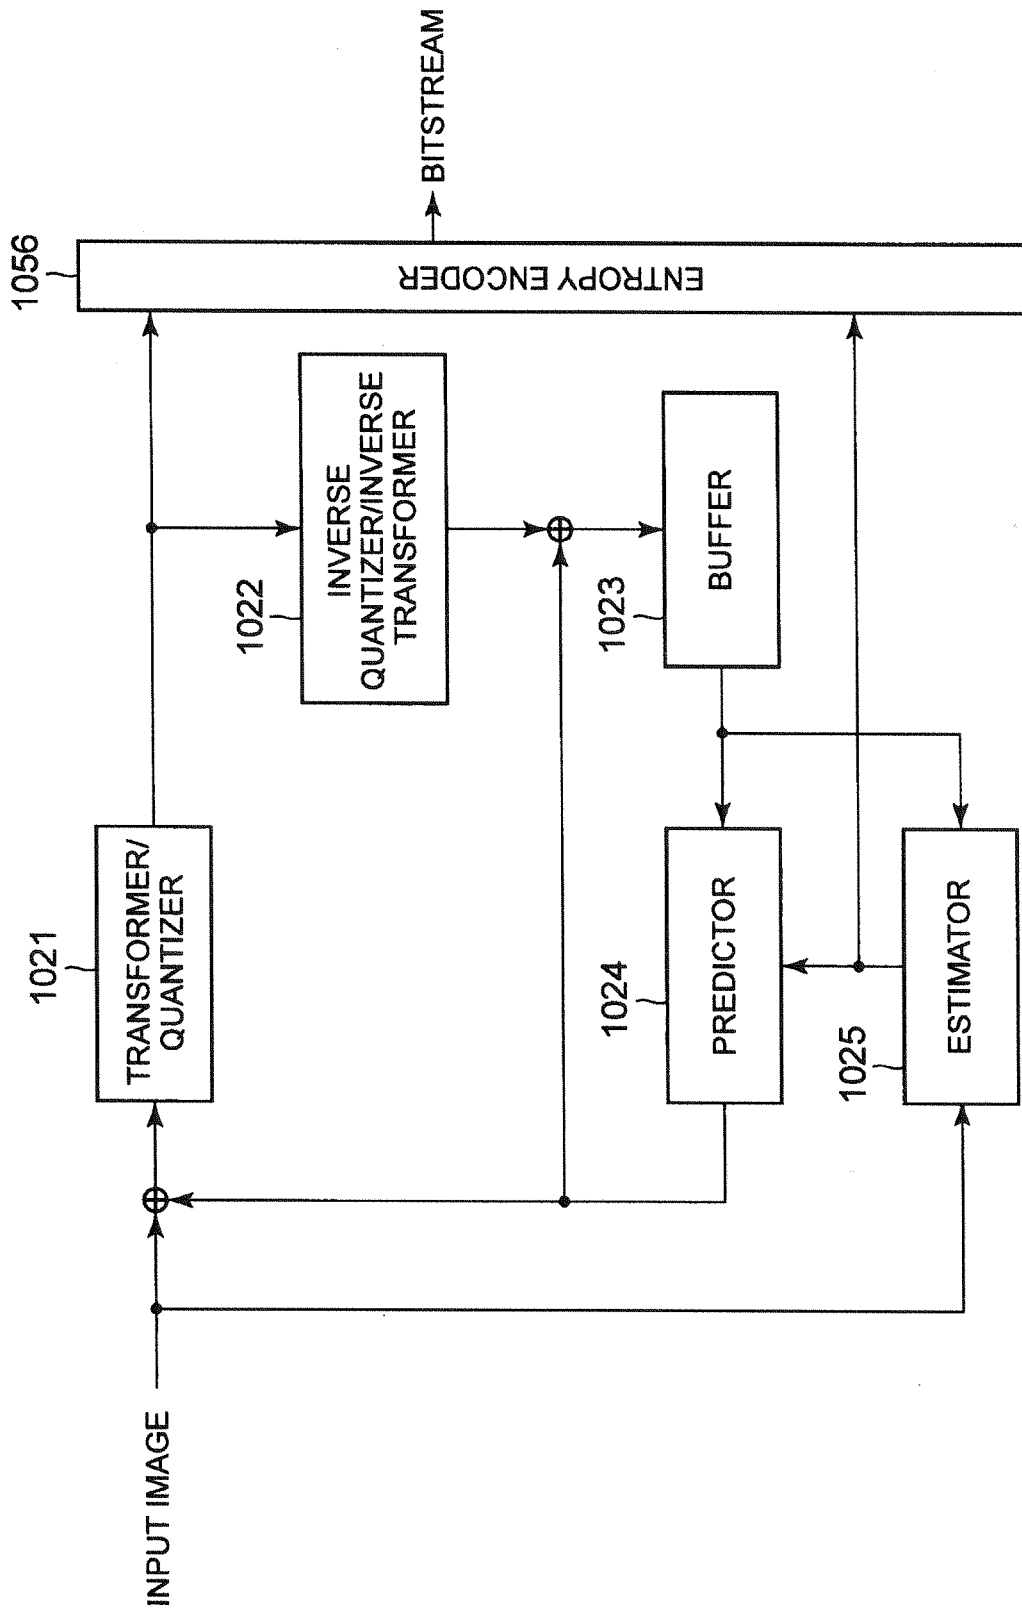 INPUT IMAGE
1021
TRANSFORMER/
QUANTIZER
1022
INVERSE
QUANTIZER/INVERSE
TRANSFORMER
1056
ENTROPY ENCODER
BITSTREAM
1023
BUFFER
1024
PREDICTOR
1025
ESTIMATOR